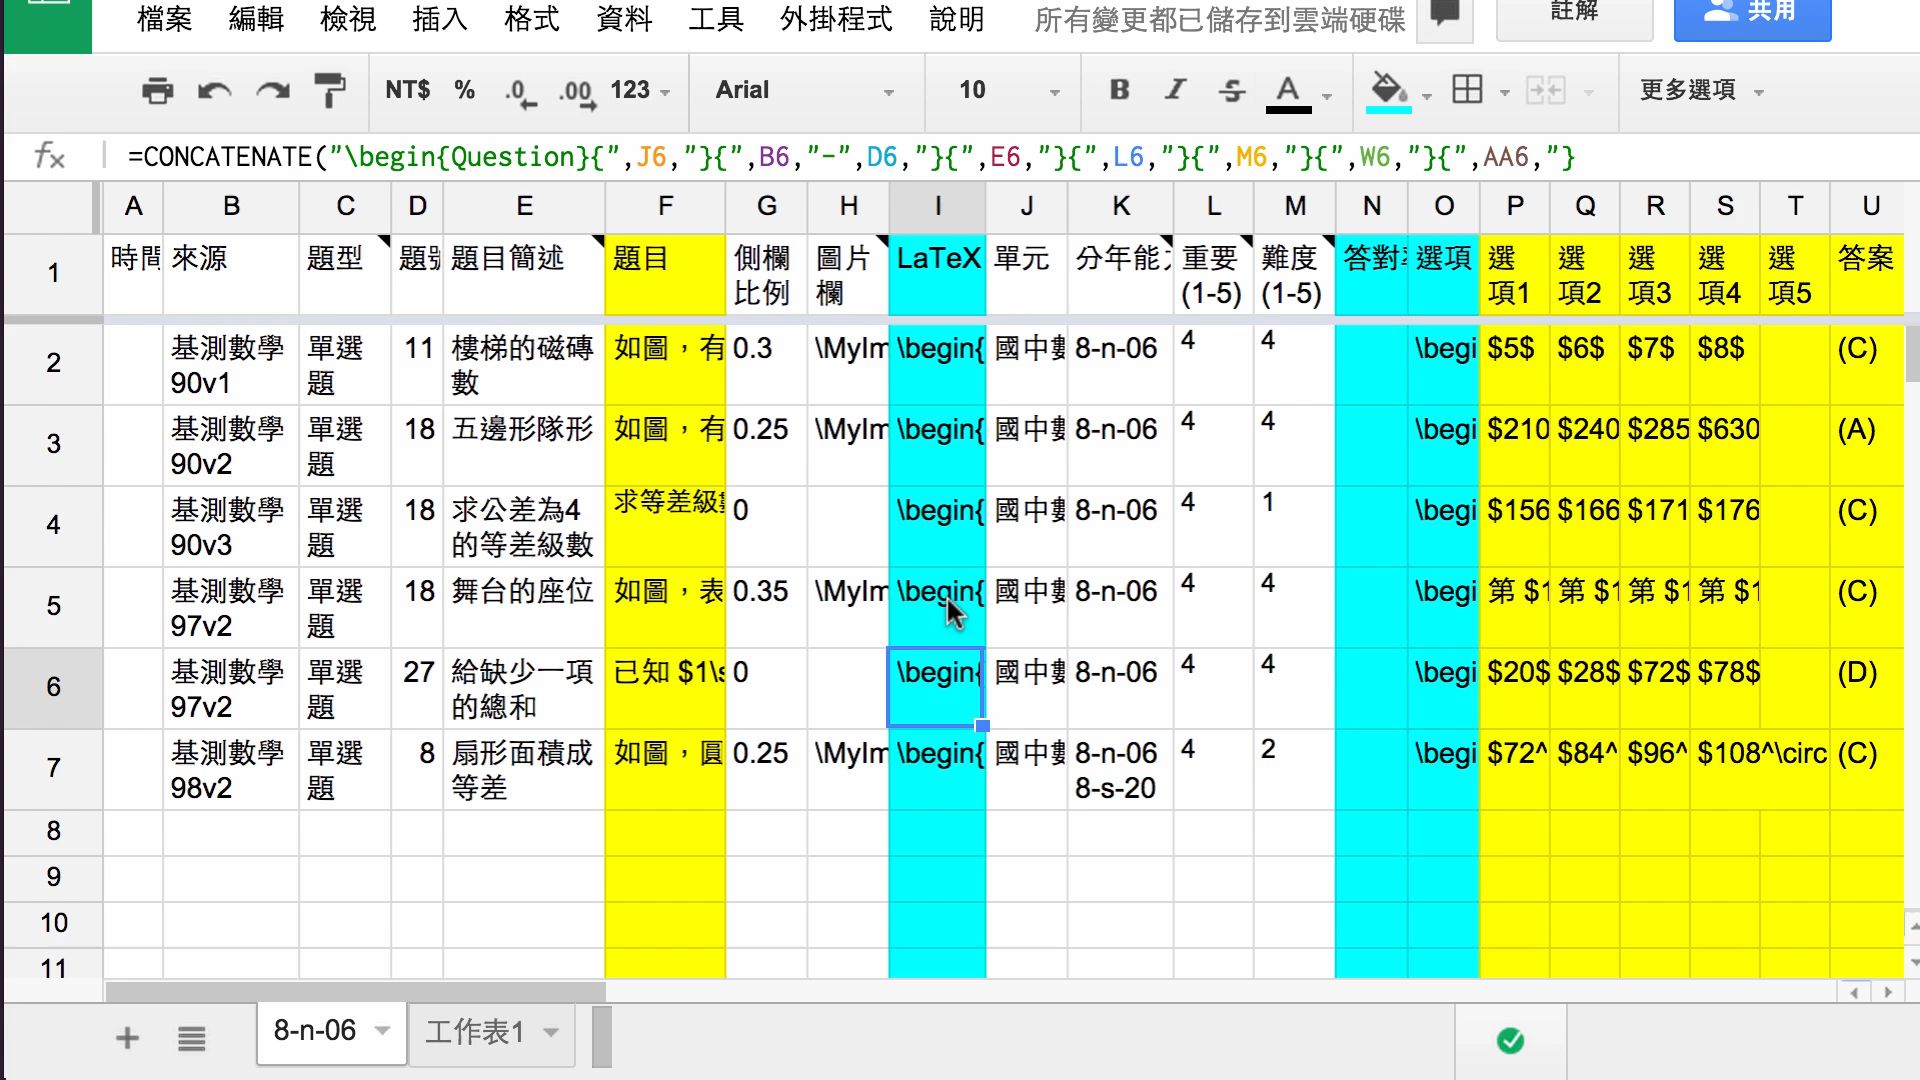 檔案 編輯 檢視 插入 格式 資料 工具 外掛程式 說明 所有變更都已儲存到雲端硬碟 註解 共用
NT$ % .0 .00 123 Arial 10 B I S A 更多選項
fx =CONCATENATE("\begin{Question}{",J6,"}{",B6,"-",D6,"}{",E6,"}{",L6,"}{",M6,"}{",W6,"}{",AA6,"}
A B C D E F G H I J K L M N O P Q R S T U
1 時間 來源 題型 題號 題目簡述 題目 側欄比例 圖片欄 LaTeX 單元 分年能 重要(1-5) 難度(1-5) 答對 選項 選項1 選項2 選項3 選項4 選項5 答案
2 基測數學90v1 單選題 11 樓梯的磁磚數 如圖，有 0.3 \MyIm \begin{ 國中數 8-n-06 4 4 \begi $5$ $6$ $7$ $8$ (C)
3 基測數學90v2 單選題 18 五邊形隊形 如圖，有 0.25 \MyIm \begin{ 國中數 8-n-06 4 4 \begi $210 $240 $285 $630 (A)
4 基測數學90v3 單選題 18 求公差為4的等差級數 求等差級數 0 \begin{ 國中數 8-n-06 4 1 \begi $156 $166 $171 $176 (C)
5 基測數學97v2 單選題 18 舞台的座位 如圖，表 0.35 \MyIm \begin{ 國中數 8-n-06 4 4 \begi 第 $1 第 $1 第 $1 第 $1 (C)
6 基測數學97v2 單選題 27 給缺少一項的總和 已知 $1\s 0 \begin{ 國中數 8-n-06 4 4 \begi $20$ $28$ $72$ $78$ (D)
7 基測數學98v2 單選題 8 扇形面積成等差 如圖，圓 0.25 \MyIm \begin{ 國中數 8-n-06 8-s-20 4 2 \begi $72^ $84^ $96^ $108^\circ (C)
8
9
10
11
+ 8-n-06 工作表1